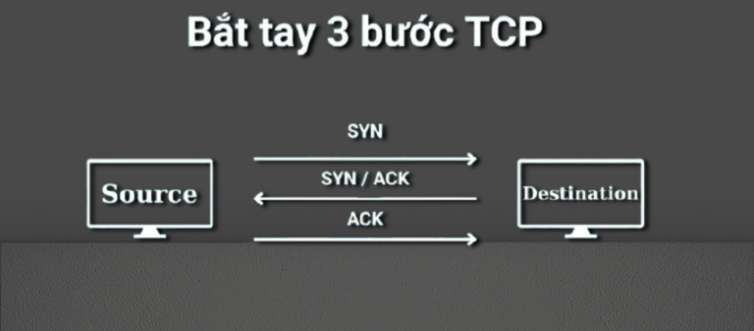 Bắt tay 3 bước TCP
SYN
SYN / ACK
ACK
Source
Destination